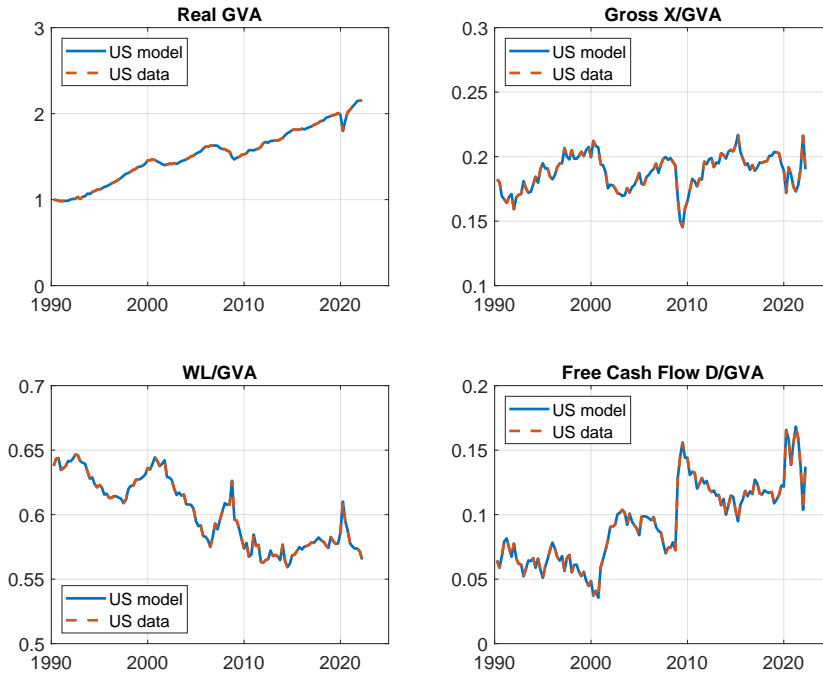 Real GVA
US model
US data
3
2
1
0
1990
2000
2010
2020
Gross X/GVA
US model
US data
0.3
0.25
0.2
0.15
0.1
1990
2000
2010
2020
WL/GVA
0.7
0.65
0.6
0.55
0.5
US model
US data
1990
2000
2010
2020
Free Cash Flow D/GVA
US model
US data
0.2
0.15
0.1
0.05
0
1990
2000
2010
2020